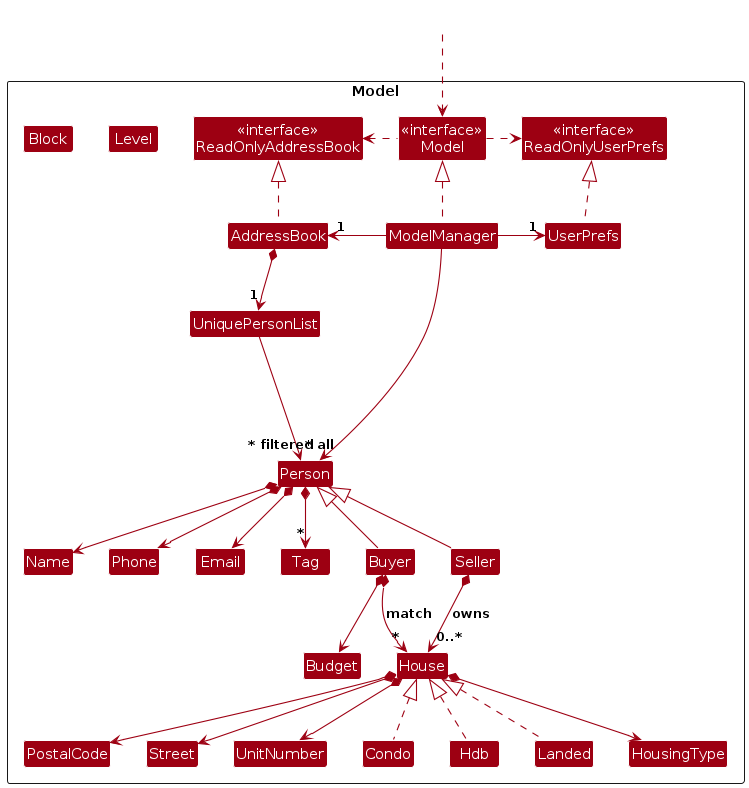 Model
Block
Level
«interface»
ReadOnlyAddressBook
«interface»
Model
«interface»
ReadOnlyUserPrefs
AddressBook
1
ModelManager
1
UserPrefs
1
UniquePersonList
* filtered
* all
Person
*
Name
Phone
Email
Tag
Buyer
Seller
match
owns
*
0..*
Budget
House
PostalCode
Street
UnitNumber
Condo
Hdb
Landed
HousingType